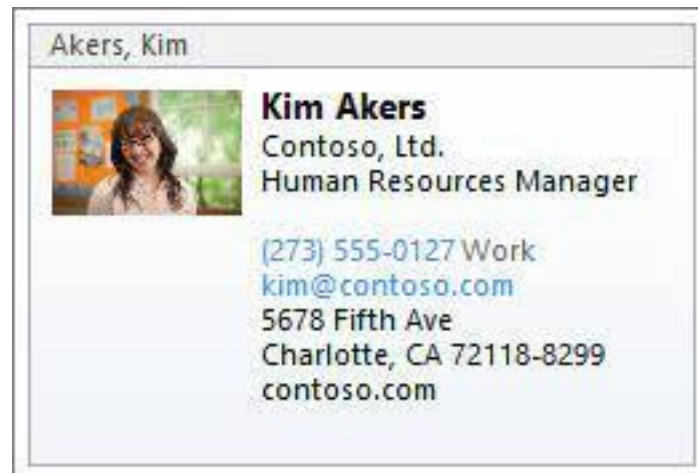 Akers, Kim
Kim Akers
Contoso, Ltd.
Human Resources Manager
(273) 555-0127 Work
kim@contoso.com
5678 Fifth Ave
Charlotte, CA 72118-8299
contoso.com